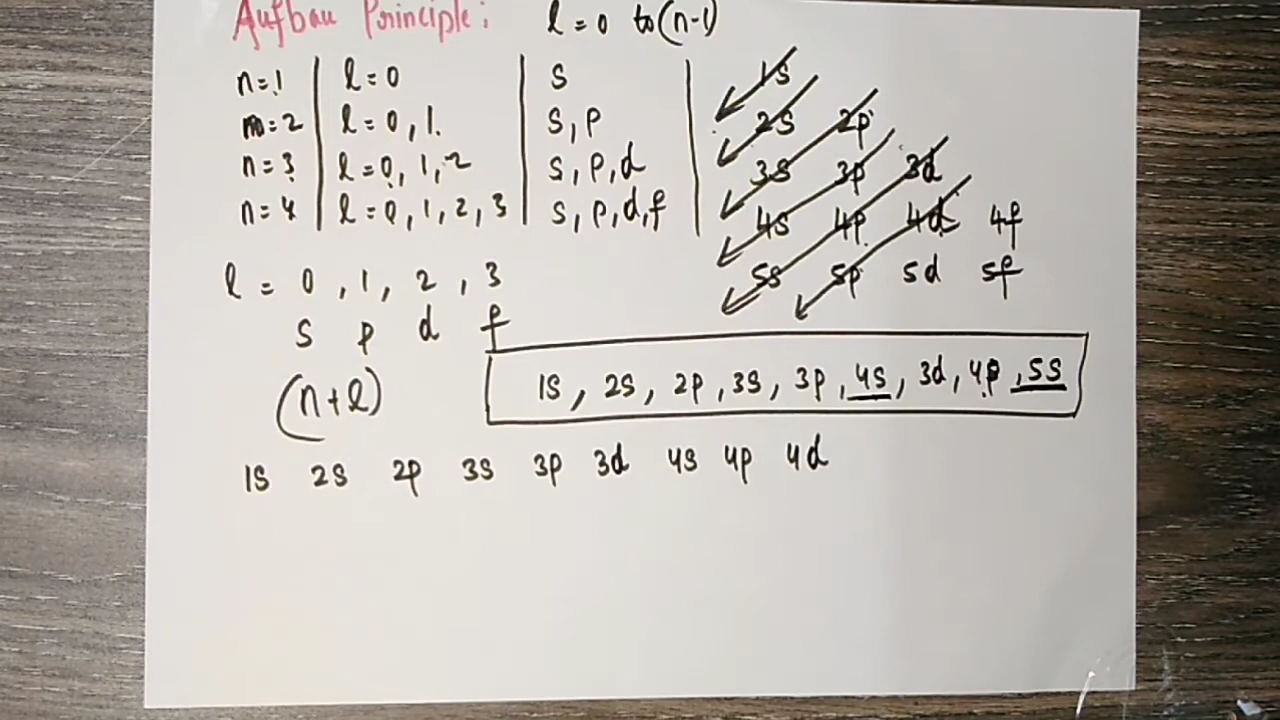 Aufbau Principle: l = 0 to (n-1)
n=1 | l = 0 | s | 1s
n=2 | l = 0, 1. | s, p | 2s 2p
n=3 | l = 0, 1, 2 | s, p, d | 3s 3p 3d
n=4 | l = 0, 1, 2, 3 | s, p, d, f | 4s 4p 4d 4f
5s 5p 5d 5f
l = 0, 1, 2, 3
s p d f
(n+l)
1s, 2s, 2p, 3s, 3p, 4s, 3d, 4p, 5s
1s 2s 2p 3s 3p 3d 4s 4p 4d